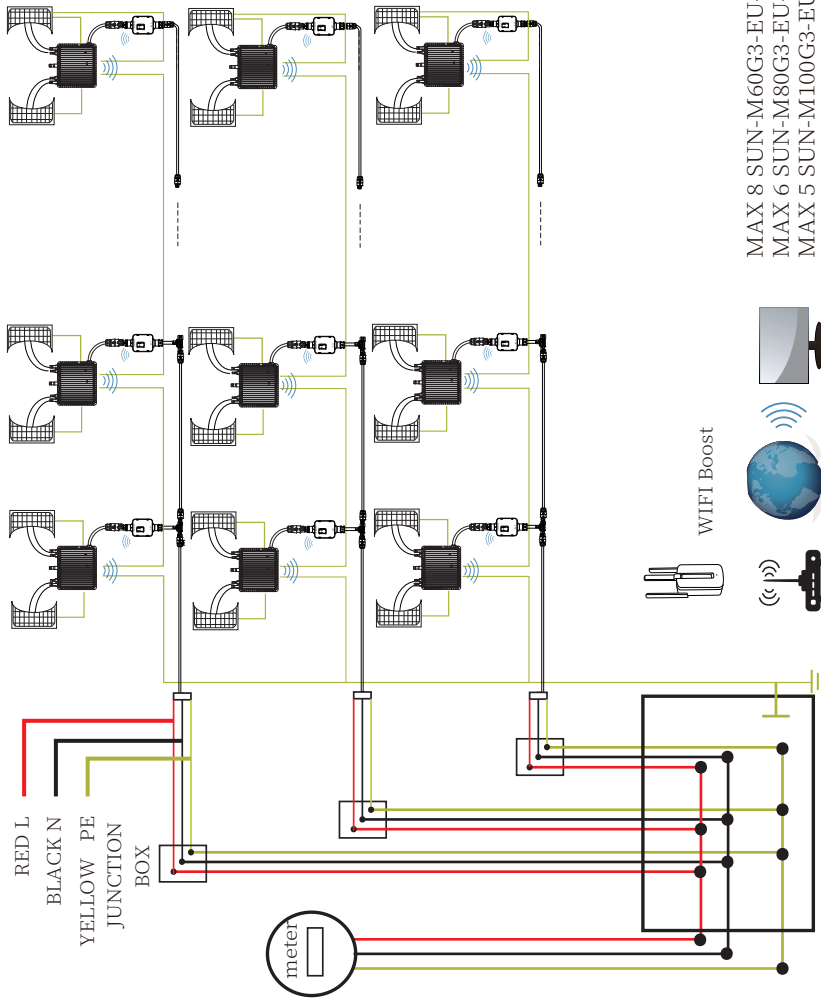 MAX 8 SUN-M60G3-EU-
MAX 6 SUN-M80G3-EU-
MAX 5 SUN-M100G3-EU
WIFI Boost
RED L
BLACK N
YELLOW PE
JUNCTION
BOX
meter